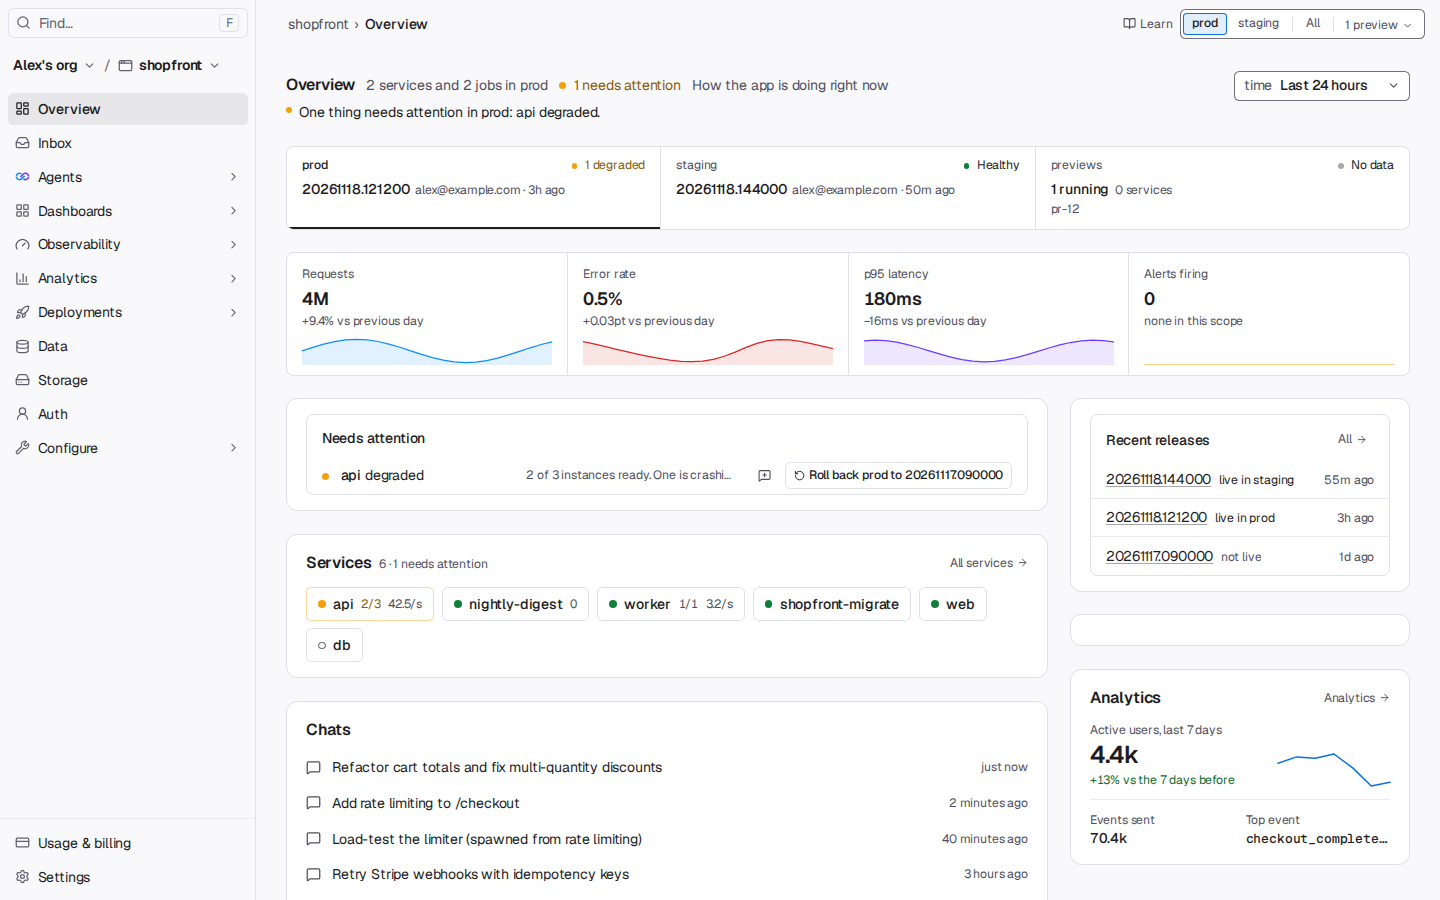 Find... F
Alex's org / shopfront
Overview
Inbox
Agents
Dashboards
Observability
Analytics
Deployments
Data
Storage
Auth
Configure
Usage & billing
Settings
shopfront › Overview
Learn prod staging All 1 preview
Overview 2 services and 2 jobs in prod 1 needs attention How the app is doing right now
time Last 24 hours
One thing needs attention in prod: api degraded.
prod 1 degraded
20261118.121200 alex@example.com · 3h ago
staging Healthy
20261118.144000 alex@example.com · 50m ago
previews No data
1 running 0 services
pr-12
Requests
4M
+9.4% vs previous day
Error rate
0.5%
+0.03pt vs previous day
p95 latency
180ms
−16ms vs previous day
Alerts firing
0
none in this scope
Needs attention
api degraded 2 of 3 instances ready. One is crashi... Roll back prod to 20261117.090000
Services 6 · 1 needs attention All services →
api 2/3 42.5/s nightly-digest 0 worker 1/1 3.2/s shopfront-migrate web
db
Chats
Refactor cart totals and fix multi-quantity discounts just now
Add rate limiting to /checkout 2 minutes ago
Load-test the limiter (spawned from rate limiting) 40 minutes ago
Retry Stripe webhooks with idempotency keys 3 hours ago
Recent releases All →
20261118.144000 live in staging 55m ago
20261118.121200 live in prod 3h ago
20261117.090000 not live 1d ago
Analytics Analytics →
Active users, last 7 days
4.4k
+13% vs the 7 days before
Events sent Top event
70.4k checkout_complete...